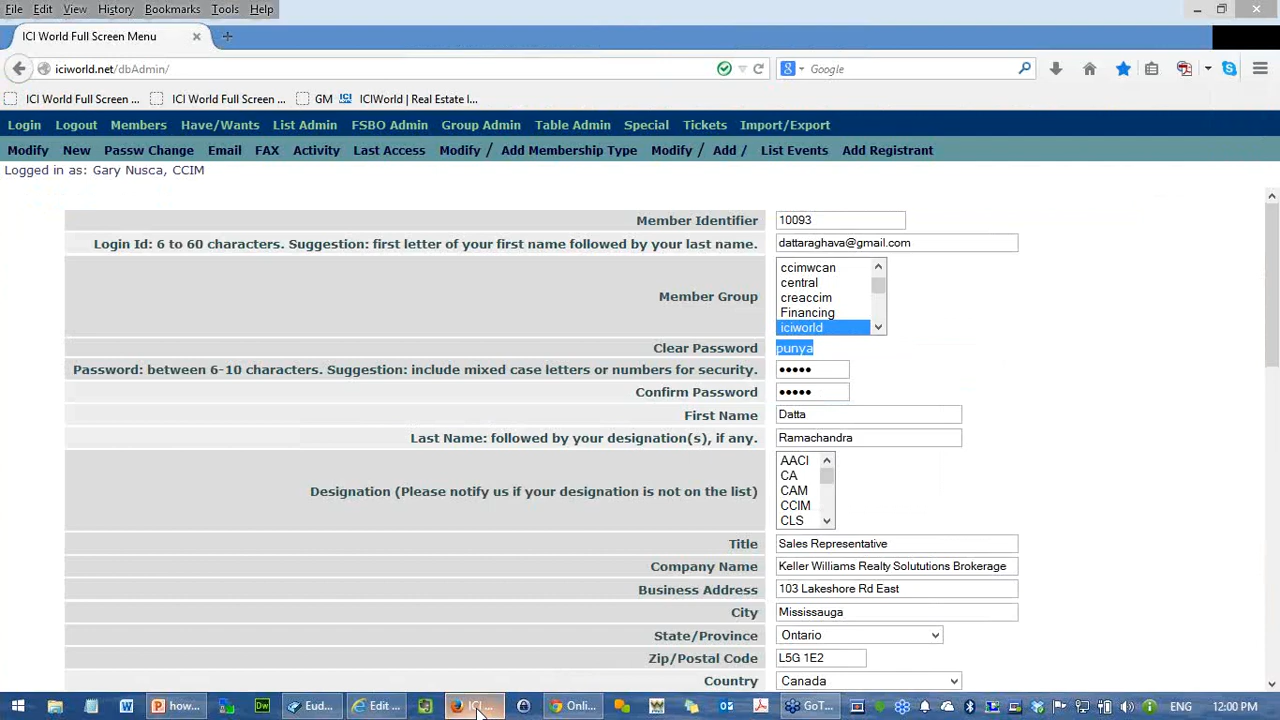 File Edit View History Bookmarks Tools Help
ICI World Full Screen Menu
iciworld.net/dbAdmin/
Google
ICI World Full Screen ... ICI World Full Screen ... GM ICIWorld | Real Estate I...
Login Logout Members Have/Wants List Admin FSBO Admin Group Admin Table Admin Special Tickets Import/Export
Modify New Passw Change Email FAX Activity Last Access Modify / Add Membership Type Modify / Add / List Events Add Registrant
Logged in as: Gary Nusca, CCIM
Member Identifier 10093
Login Id: 6 to 60 characters. Suggestion: first letter of your first name followed by your last name. dattaraghava@gmail.com
ccimwcan
central
Member Group creaccim
Financing
iciworld
Clear Password punya
Password: between 6-10 characters. Suggestion: include mixed case letters or numbers for security. •••••
Confirm Password •••••
First Name Datta
Last Name: followed by your designation(s), if any. Ramachandra
AACI
CA
Designation (Please notify us if your designation is not on the list) CAM
CCIM
CLS
Title Sales Representative
Company Name Keller Williams Realty Solututions Brokerage
Business Address 103 Lakeshore Rd East
City Mississauga
State/Province Ontario
Zip/Postal Code L5G 1E2
Country Canada
how... Eud... Edit ... ICI ... Onli... GoT... ENG 12:00 PM